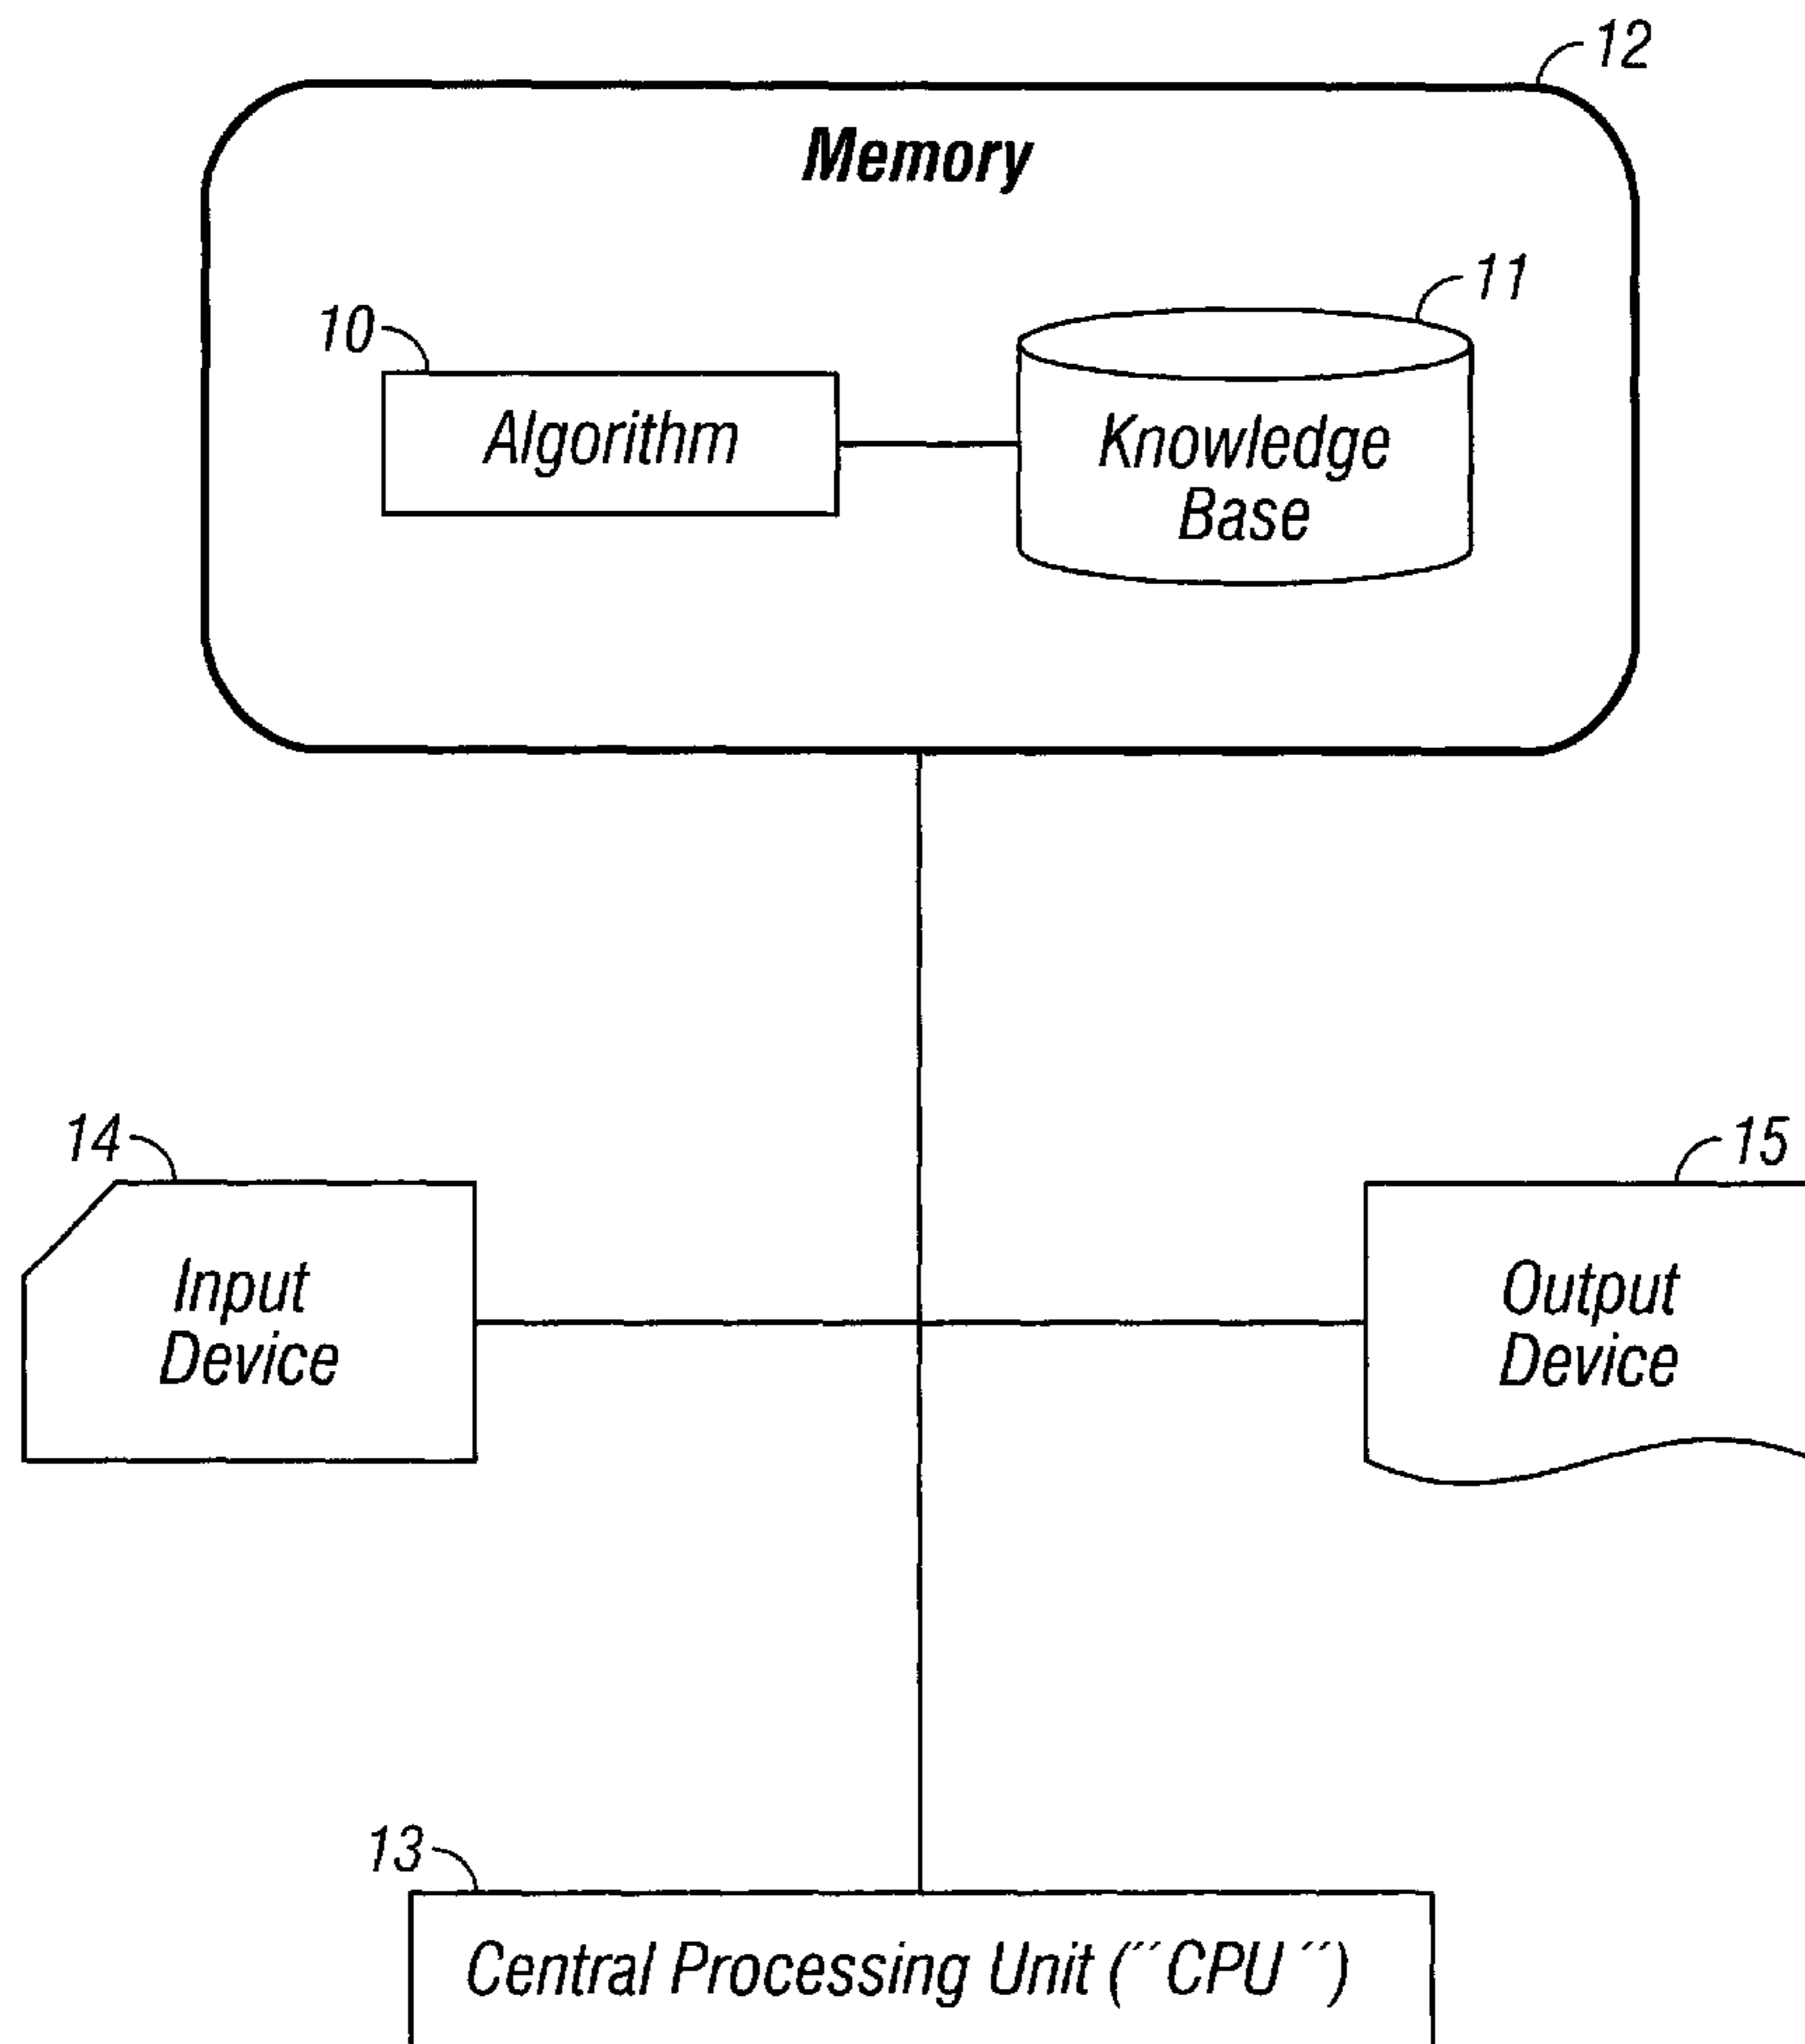 12
Memory
11
10
Algorithm
Knowledge
Base
14
15
Input
Device
Output
Device
13
Central Processing Unit (˝CPU˝)